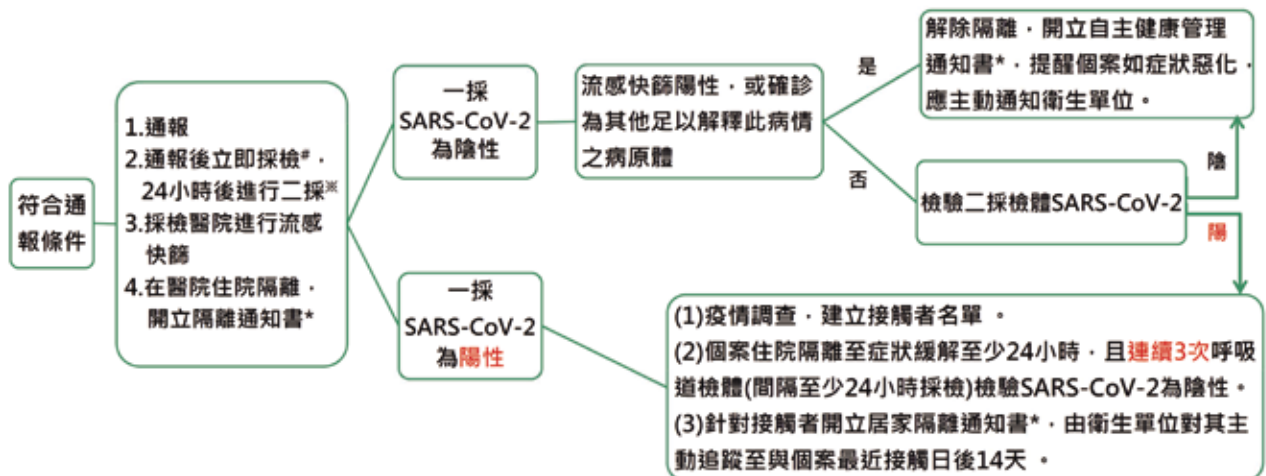 符合通
報條件
1.通報
2.通報後立即採檢#，
24小時後進行二採※
3.採檢醫院進行流感
快篩
4.在醫院住院隔離，
開立隔離通知書*
一採
SARS-CoV-2
為陰性
流感快篩陽性，或確診
為其他足以解釋此病情
之病原體
是
解除隔離，開立自主健康管理
通知書*，提醒個案如症狀惡化，
應主動通知衛生單位。
否
檢驗二採檢體SARS-CoV-2
陰
陽
一採
SARS-CoV-2
為陽性
(1)疫情調查，建立接觸者名單。
(2)個案住院隔離至症狀緩解至少24小時，且連續3次呼吸
道檢體(間隔至少24小時採檢)檢驗SARS-CoV-2為陰性。
(3)針對接觸者開立居家隔離通知書*，由衛生單位對其主
動追蹤至與個案最近接觸日後14天。